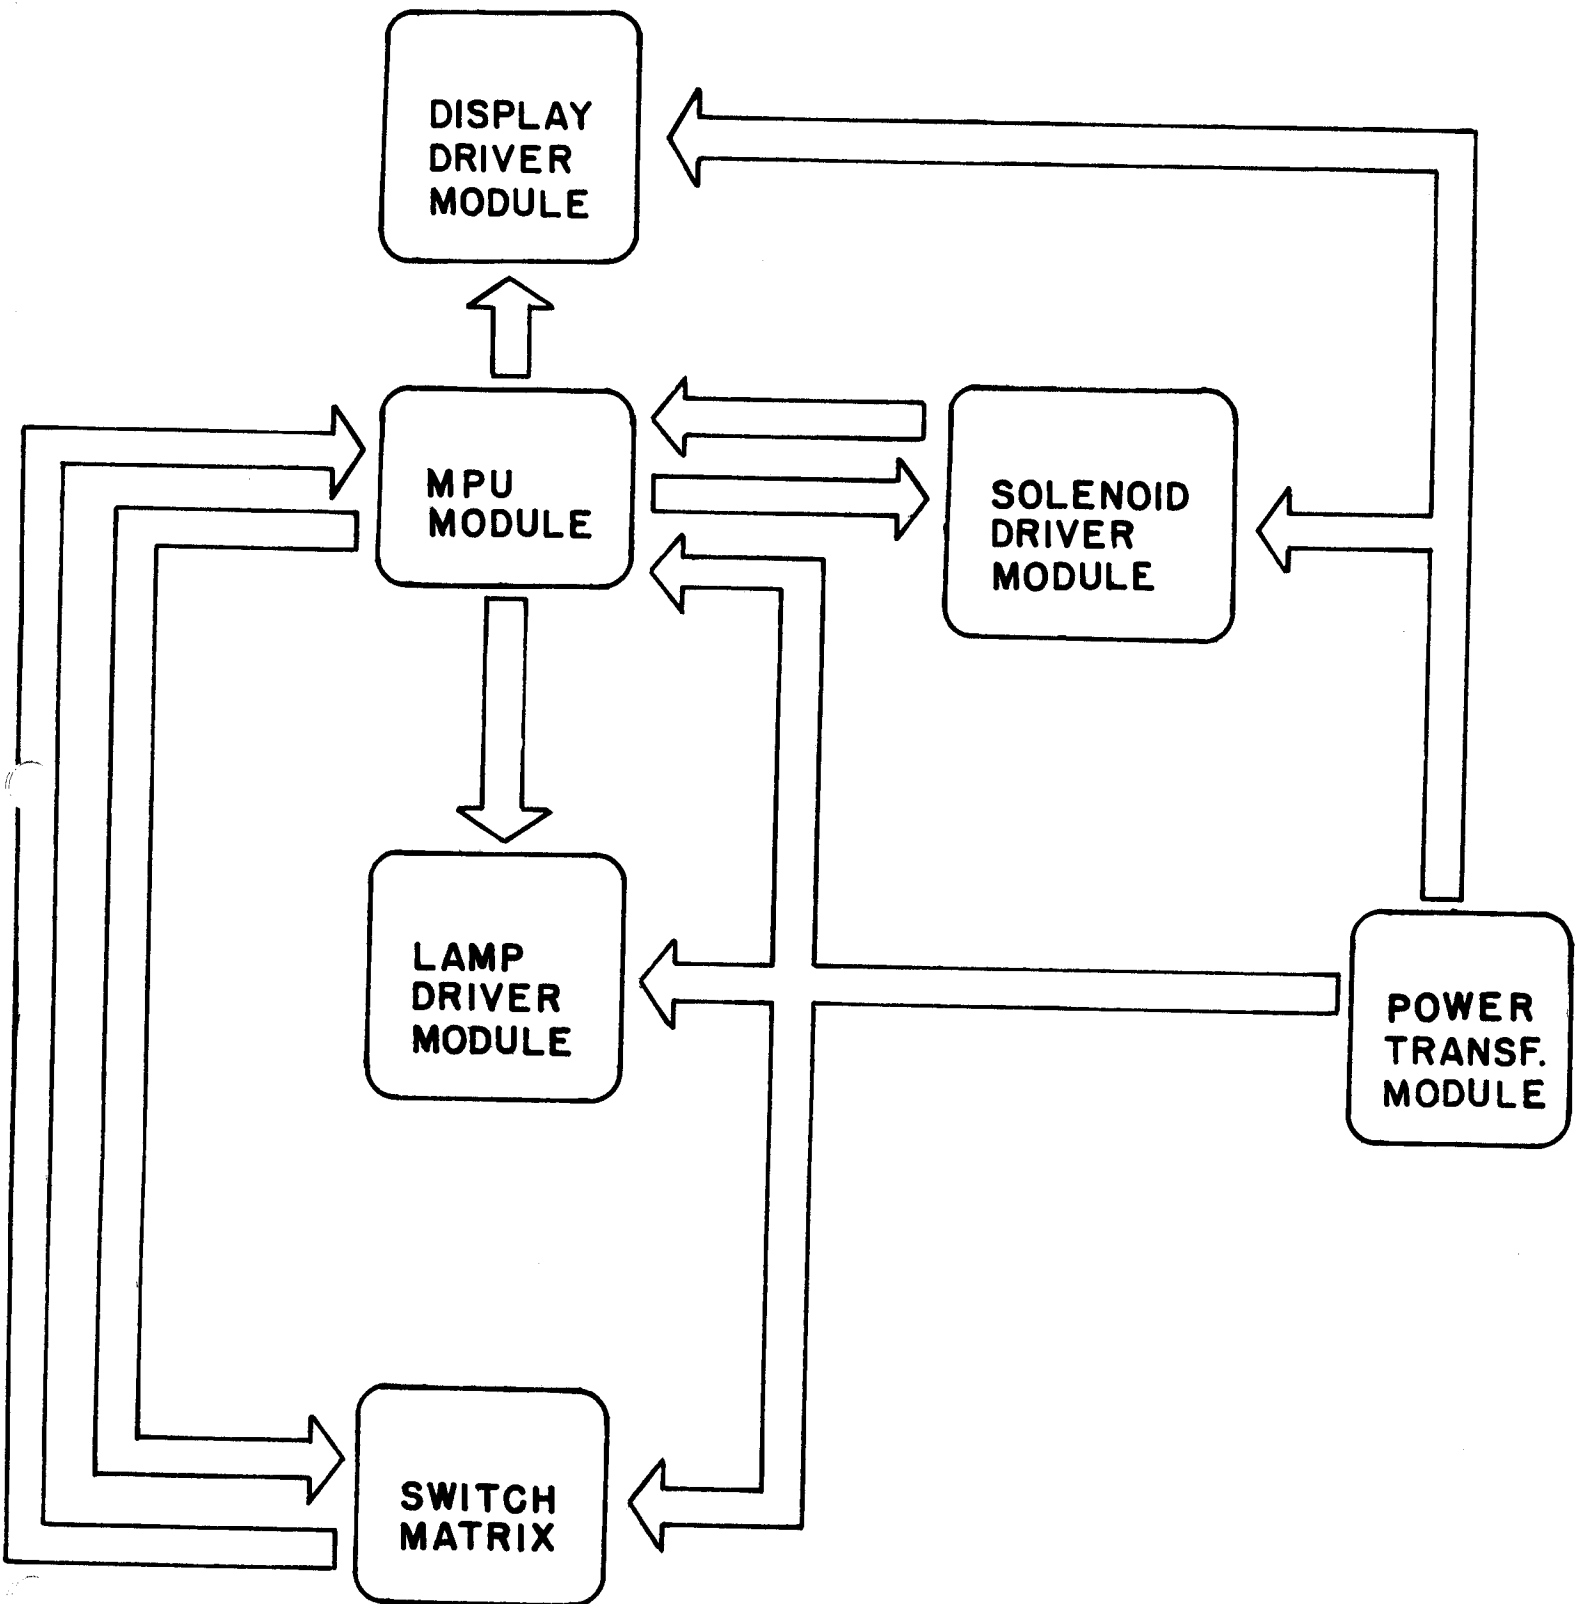 DISPLAY
DRIVER
MODULE
MPU
MODULE
SOLENOID
DRIVER
MODULE
LAMP
DRIVER
MODULE
POWER
TRANSF.
MODULE
SWITCH
MATRIX